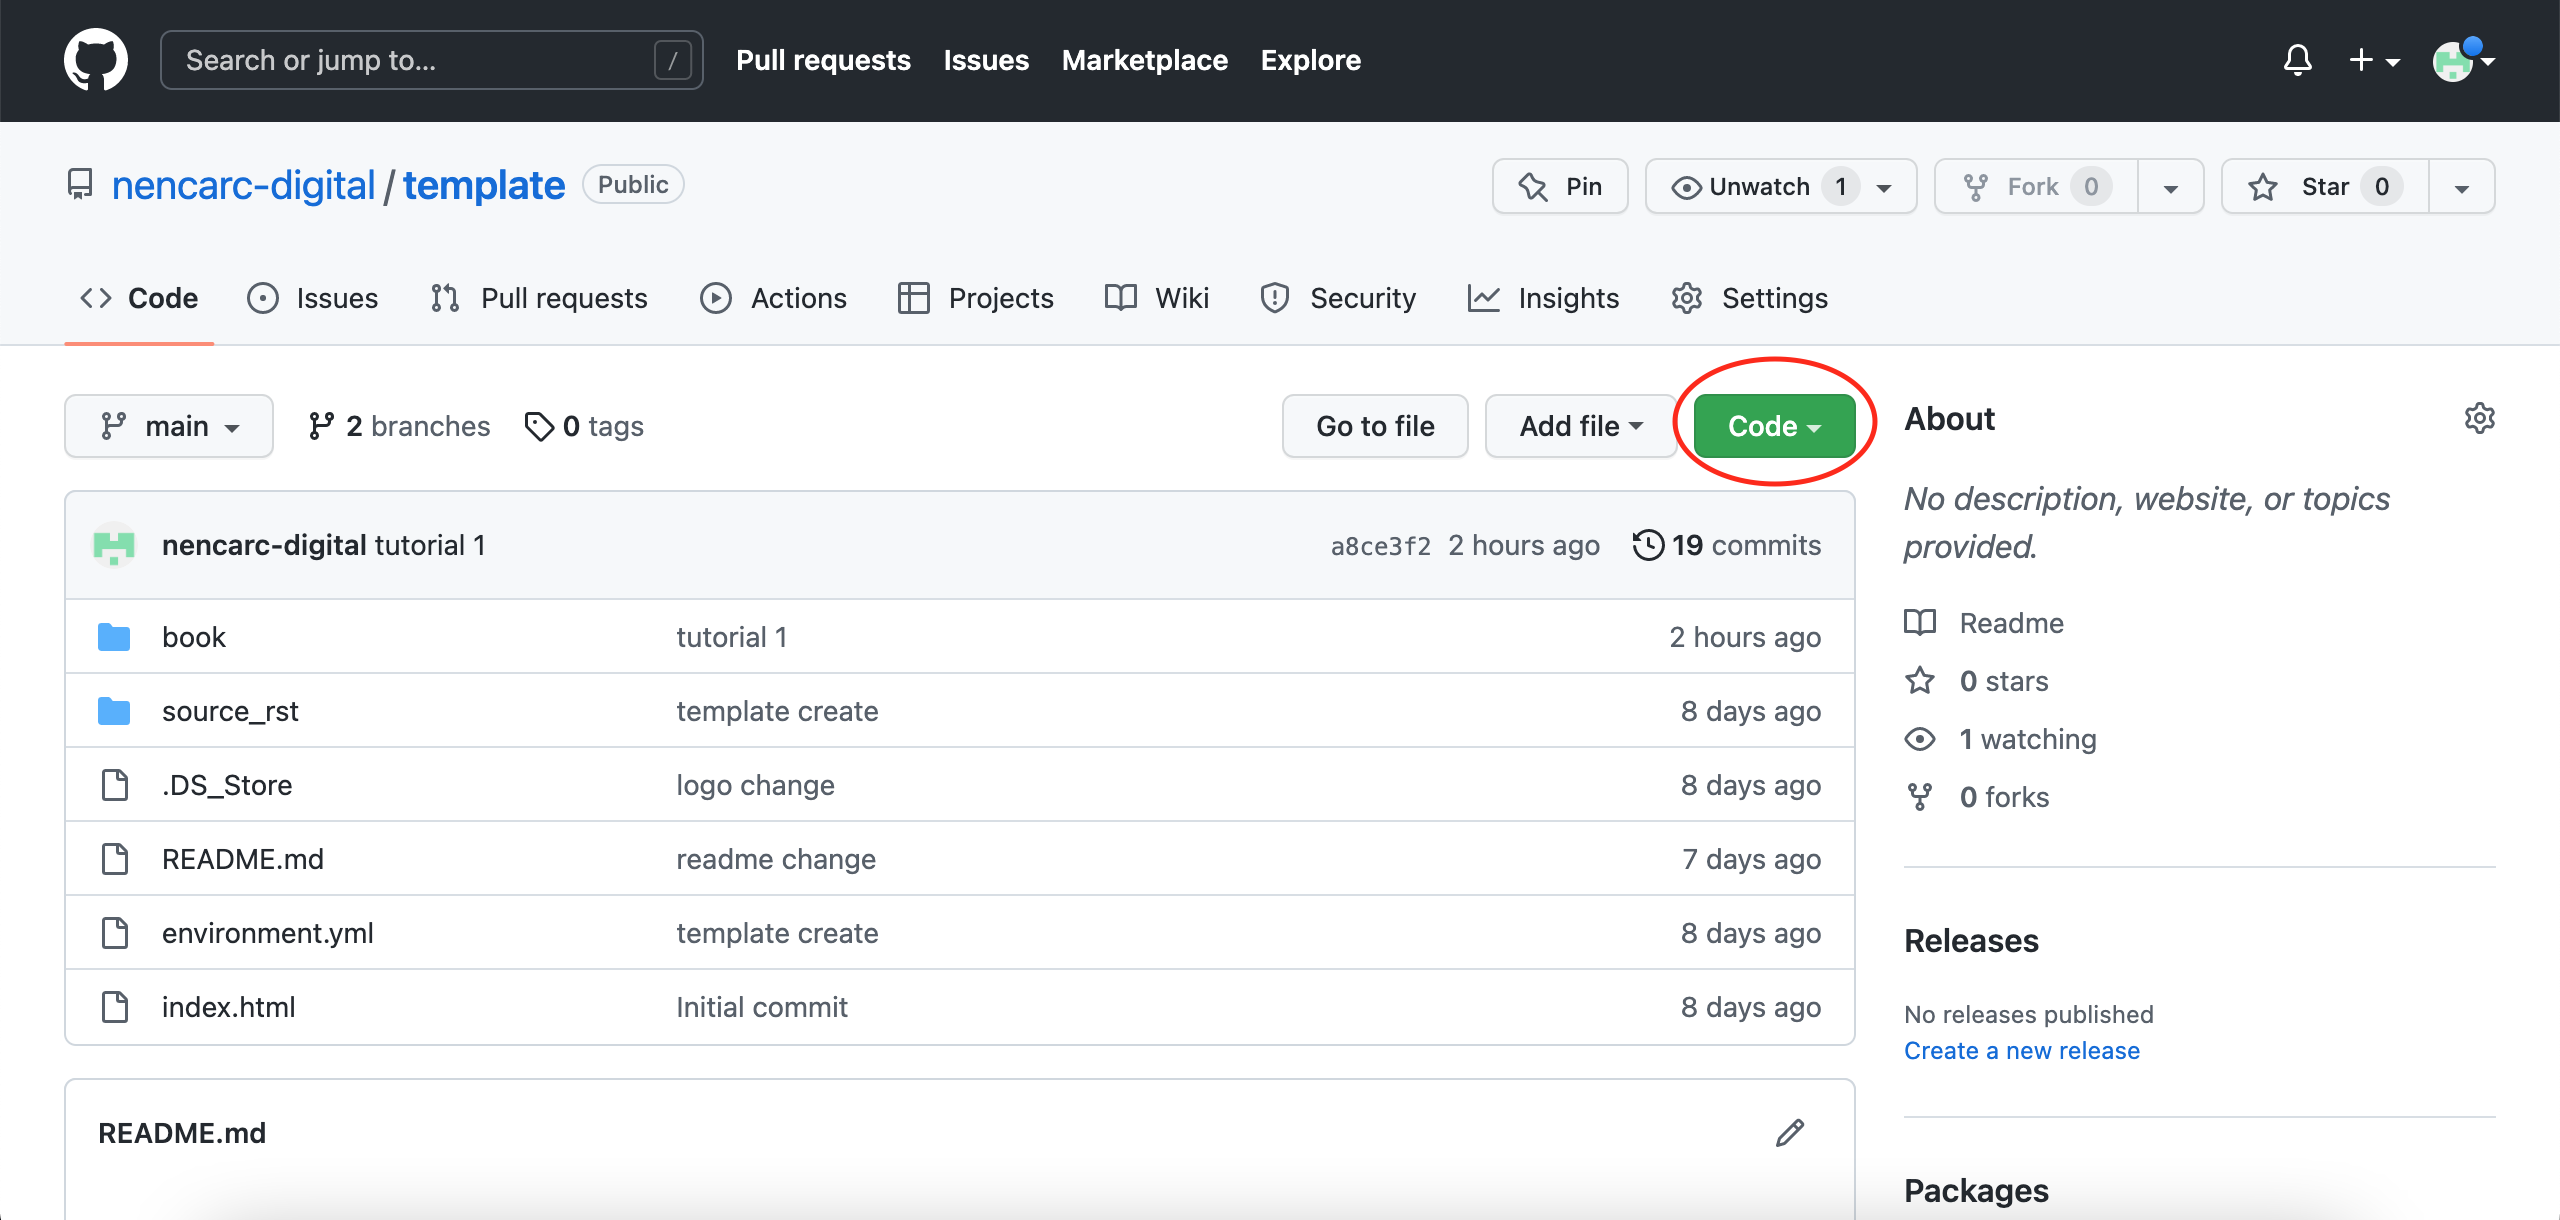 Search or jump to... / Pull requests Issues Marketplace Explore
nencarc-digital / template Public Pin Unwatch 1 Fork 0 Star 0
Code Issues Pull requests Actions Projects Wiki Security Insights Settings
main 2 branches 0 tags Go to file Add file Code
nencarc-digital tutorial 1 a8ce3f2 2 hours ago 19 commits
book tutorial 1 2 hours ago
source_rst template create 8 days ago
.DS_Store logo change 8 days ago
README.md readme change 7 days ago
environment.yml template create 8 days ago
index.html Initial commit 8 days ago
README.md
About
No description, website, or topics
provided.
Readme
0 stars
1 watching
0 forks
Releases
No releases published
Create a new release
Packages